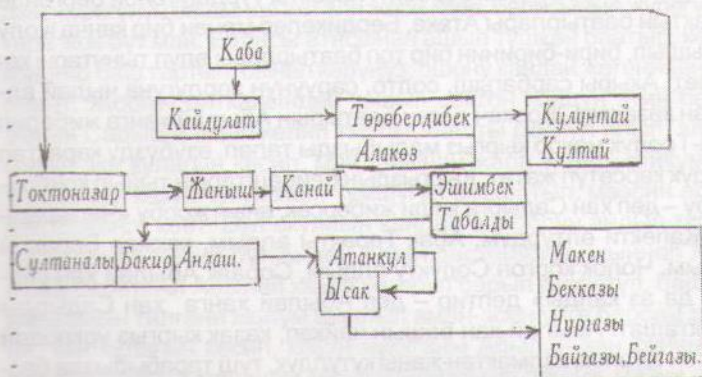 Каба
Кайдулат
Төрөбердибек
Алакөз
Кулунтай
Култай
Токтоназар
Жаныш
Канай
Эшимбек
Табалды
Султаналы
Бакир
Андаш.
Атанкул
Ысак
Макен
Бекказы
Нургазы
Байгазы.Бейгазы.